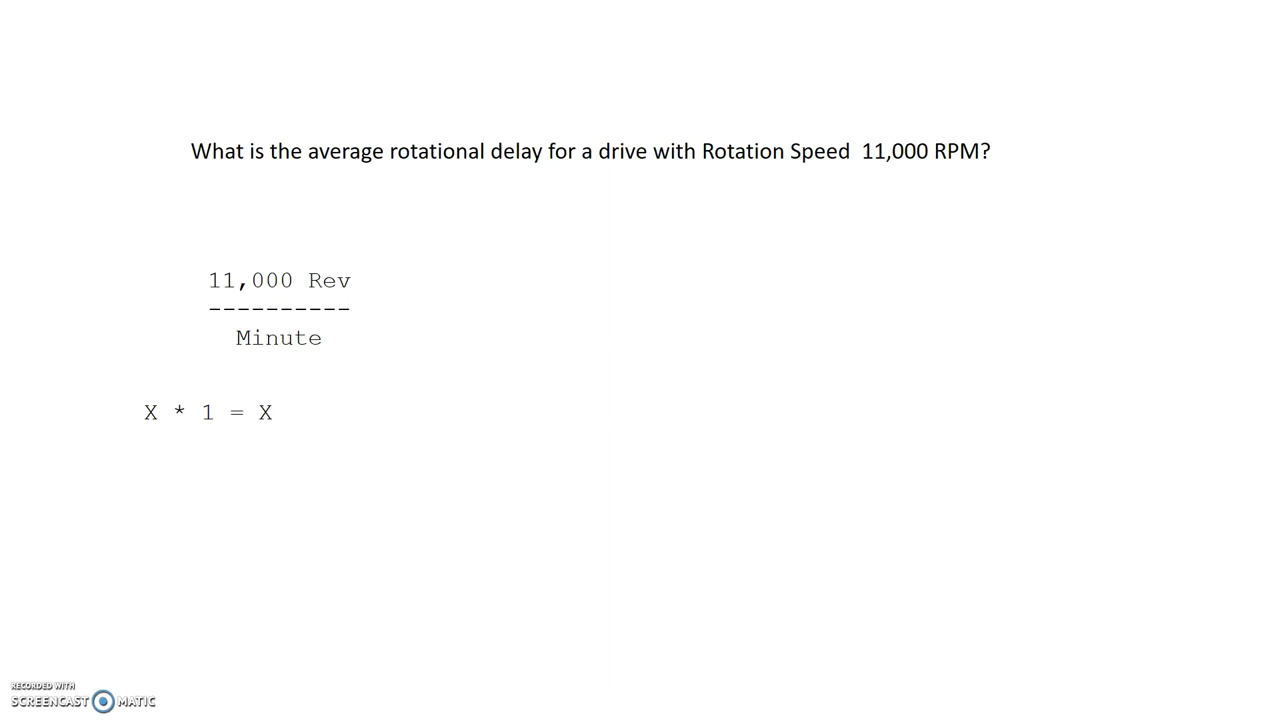 What is the average rotational delay for a drive with Rotation Speed 11,000 RPM?
11,000 Rev
----------
Minute
X * 1 = X
RECORDED WITH
SCREENCAST MATIC